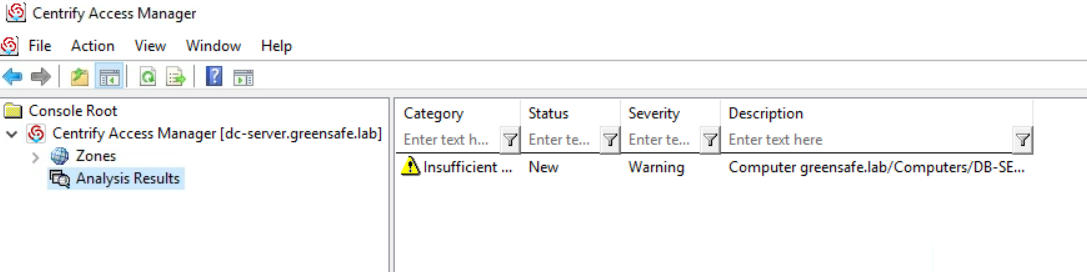 Centrify Access Manager
File Action View Window Help
Console Root
Centrify Access Manager [dc-server.greensafe.lab]
Zones
Analysis Results
Category Status Severity Description
Enter text h... Enter te... Enter te... Enter text here
Insufficient ... New Warning Computer greensafe.lab/Computers/DB-SE...